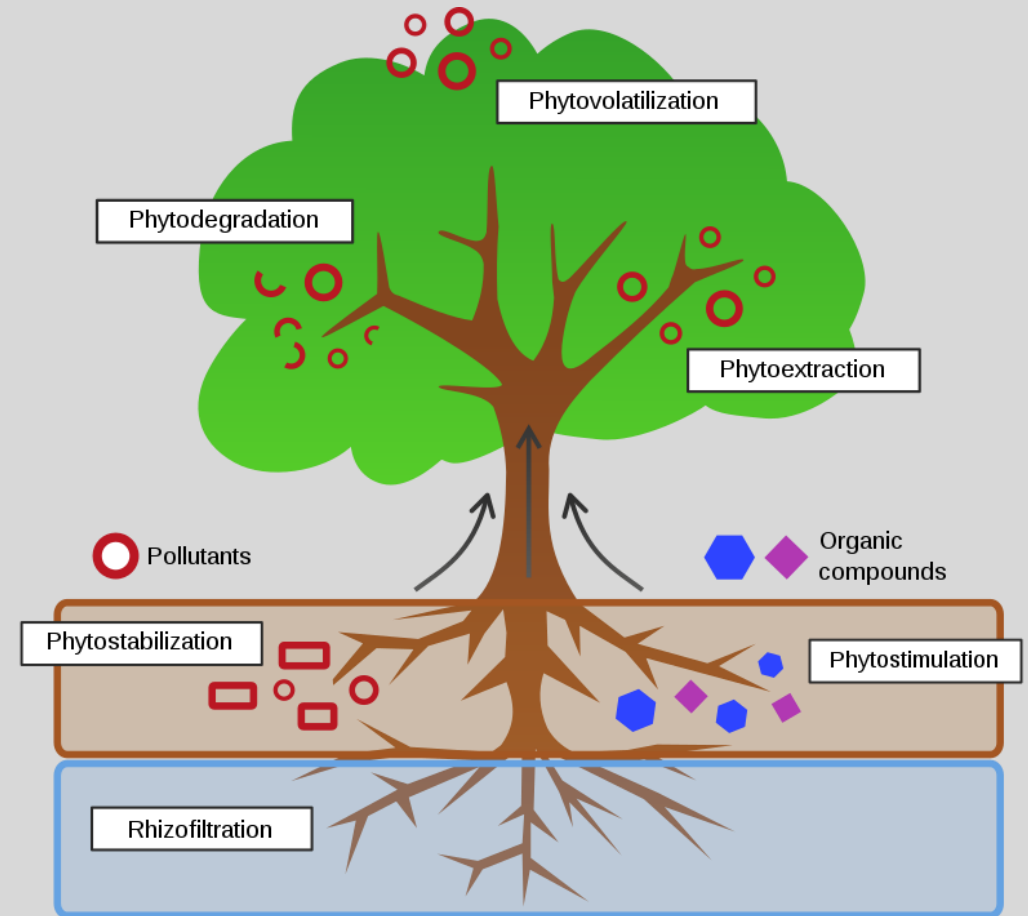 Phytovolatilization
Phytodegradation
Phytoextraction
Pollutants
Organic
compounds
Phytostabilization
Phytostimulation
Rhizofiltration